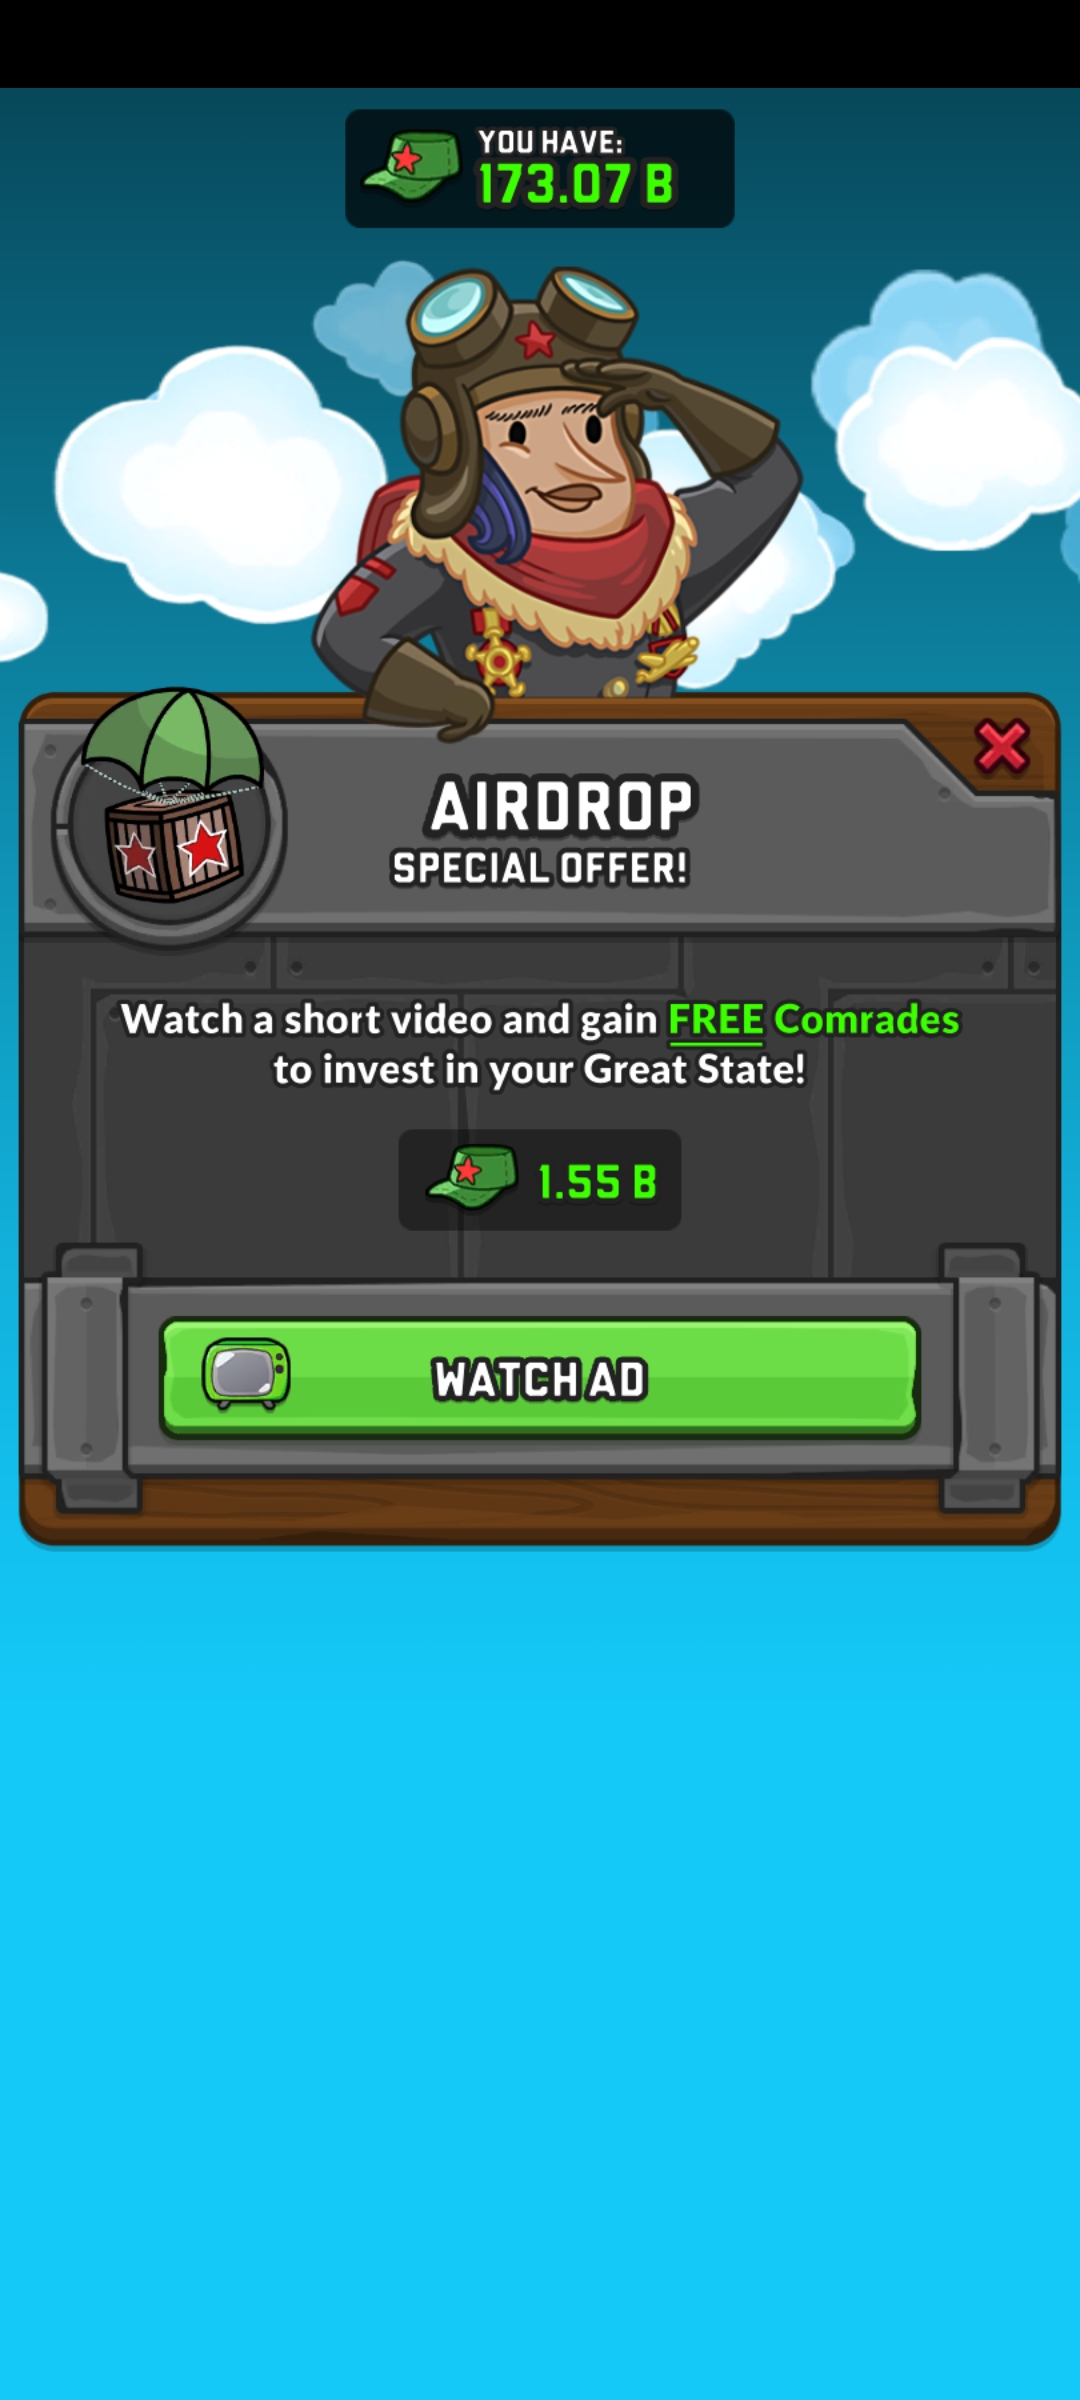 YOU HAVE:
173.07 B
AIRDROP
SPECIAL OFFER!
Watch a short video and gain FREE Comrades
to invest in your Great State!
1.55 B
WATCH AD